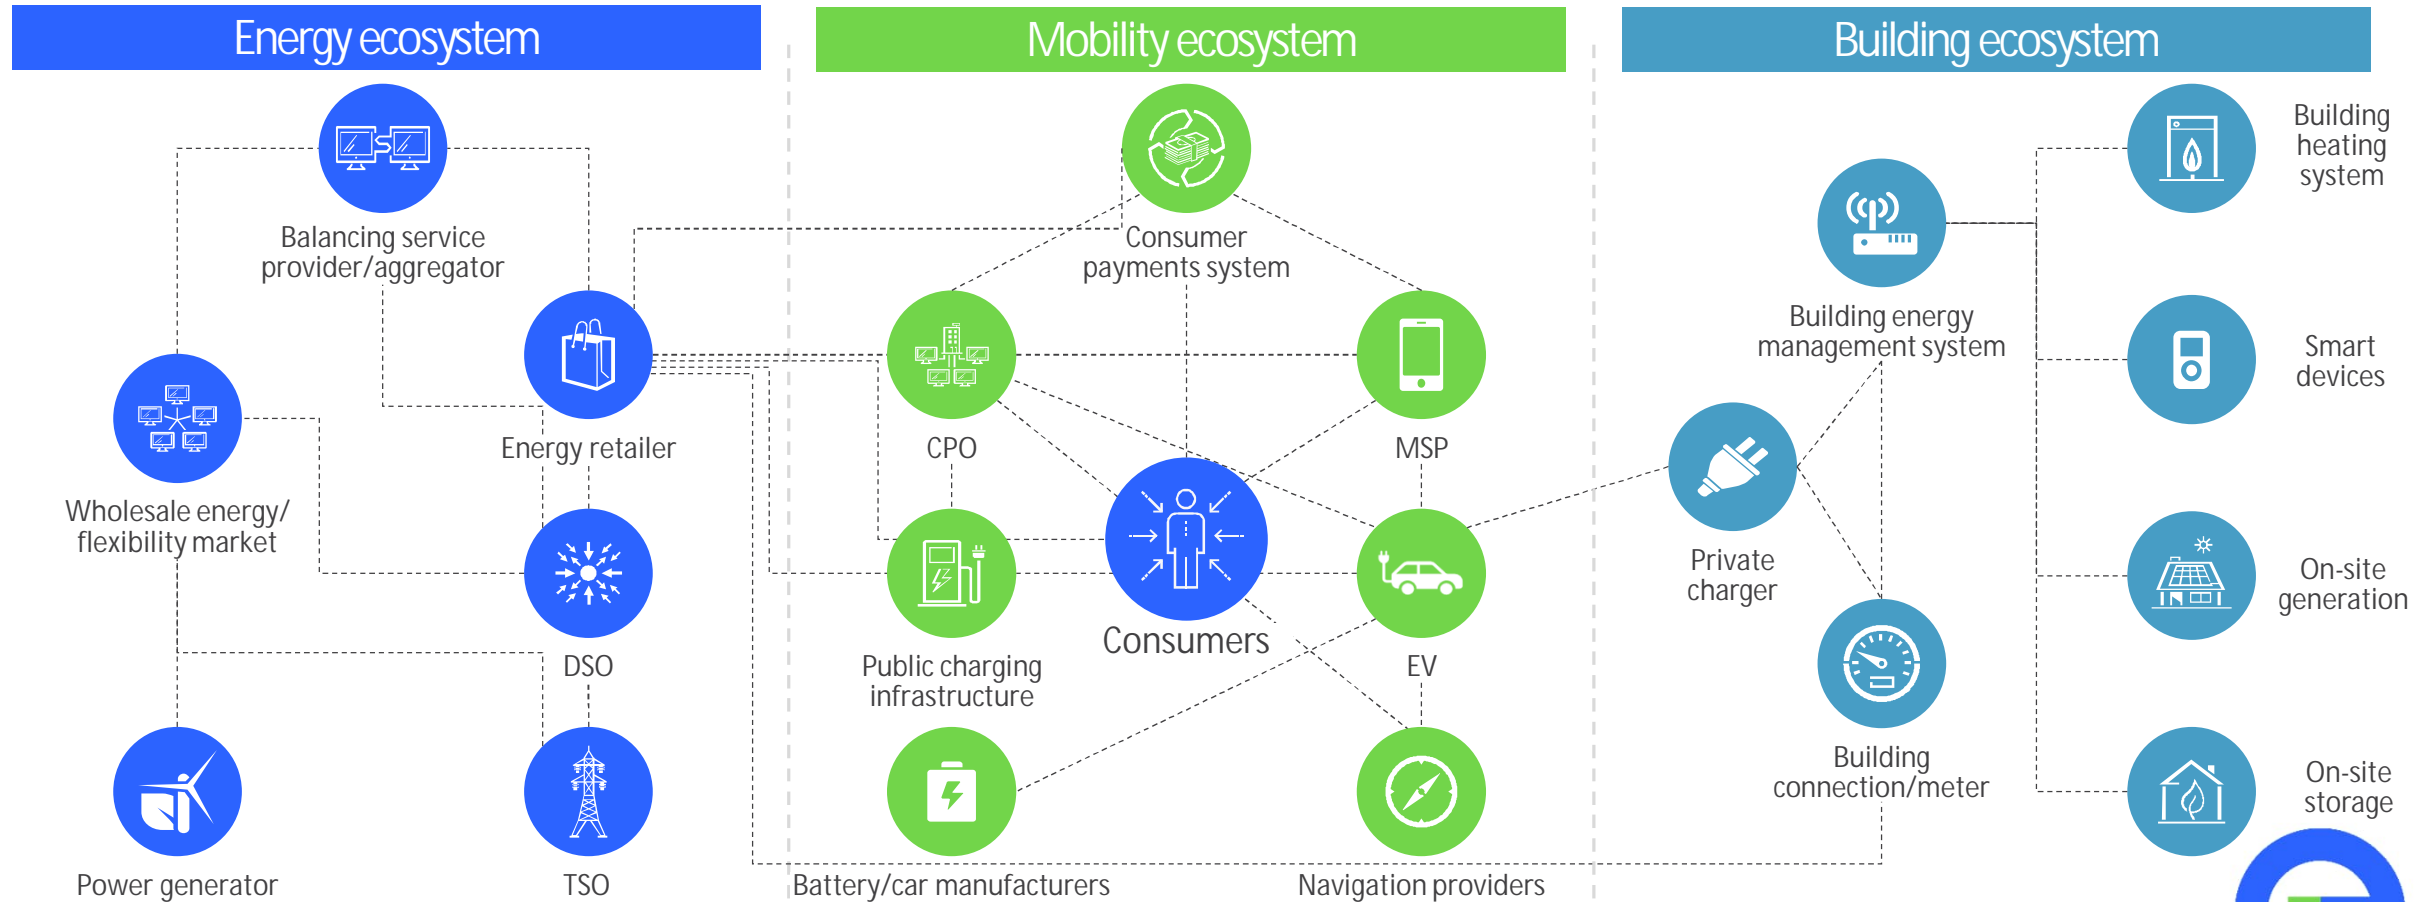 Energy ecosystem
Mobility ecosystem
Building ecosystem
Balancing service
provider/aggregator
Energy retailer
Wholesale energy/
flexibility market
DSO
Power generator
TSO
Consumer
payments system
CPO
MSP
Consumers
Public charging
infrastructure
EV
Battery/car manufacturers
Navigation providers
Building
heating
system
Building energy
management system
Smart
devices
Private
charger
On-site
generation
Building
connection/meter
On-site
storage